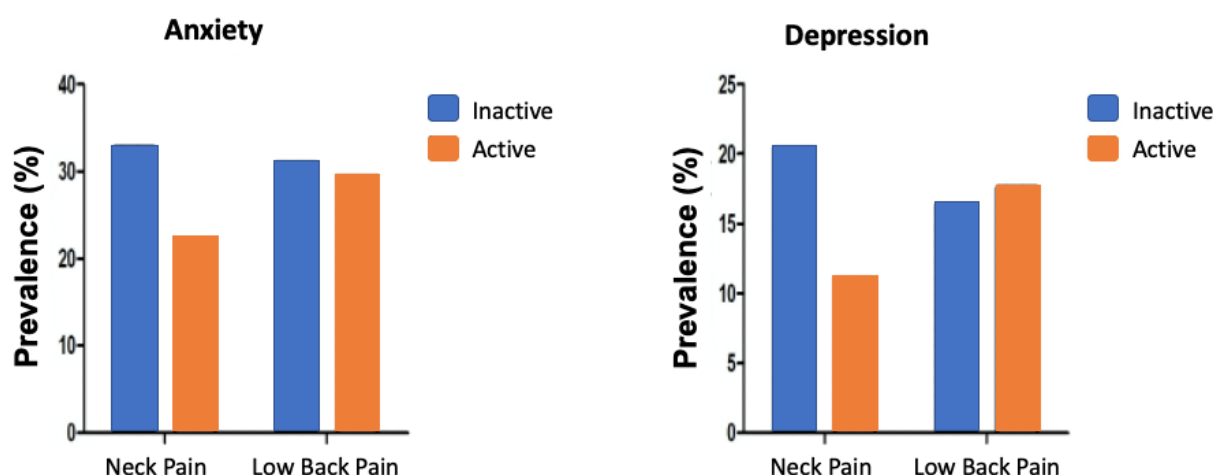 Anxiety
Prevalence (%)
40
30
20
10
0
Inactive
Active
Neck Pain
Low Back Pain
Depression
Prevalence (%)
25
20
15
10
5
0
Inactive
Active
Neck Pain
Low Back Pain